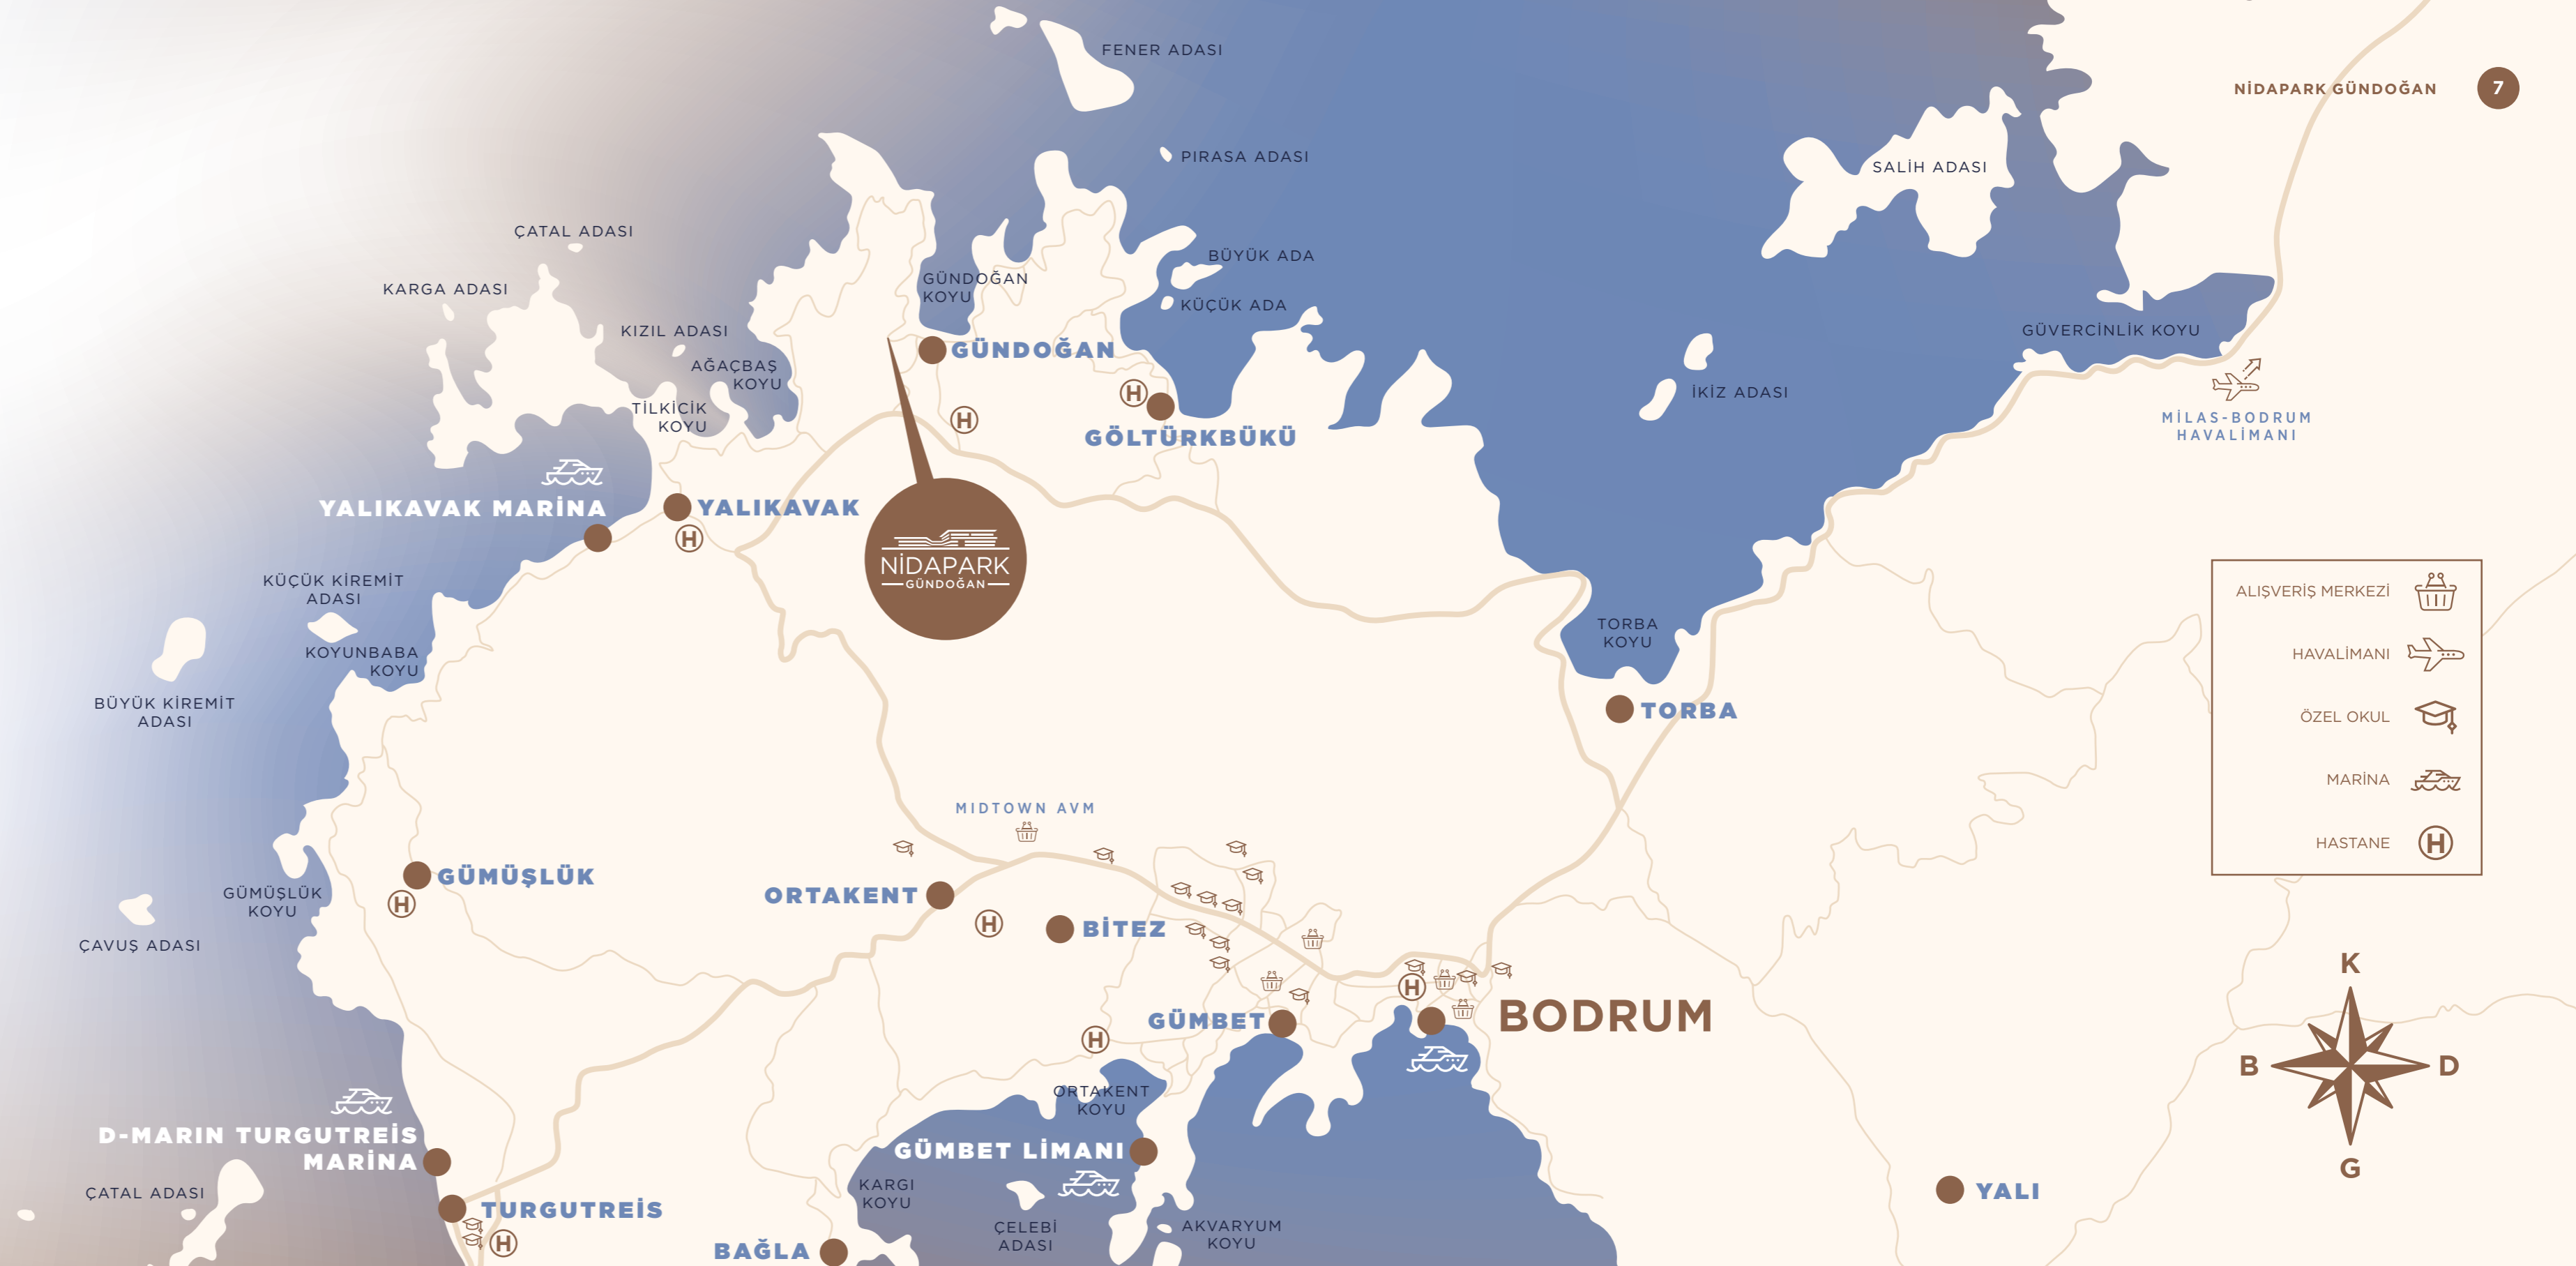 FENER ADASI
NİDAPARK GÜNDOĞAN
7
PIRASA ADASI
SALİH ADASI
ÇATAL ADASI
BÜYÜK ADA
GÜNDOĞAN
KOYU
KARGA ADASI
KÜÇÜK ADA
KIZIL ADASI
GÜVERCİNLİK KOYU
GÜNDOĞAN
AĞAÇBAŞ
KOYU
İKİZ ADASI
H
TİLKİCİK
KOYU
H
MİLAS-BODRUM
HAVALİMANI
GÖLTÜRKBÜKÜ
YALIKAVAK MARİNA
YALIKAVAK
H
NİDAPARK
GÜNDOĞAN
KÜÇÜK KİREMİT
ADASI
ALIŞVERİŞ MERKEZİ
TORBA
KOYU
KOYUNBABA
KOYU
HAVALİMANI
BÜYÜK KİREMİT
ADASI
TORBA
ÖZEL OKUL
MARİNA
MIDTOWN AVM
HASTANE
H
GÜMÜŞLÜK
H
GÜMÜŞLÜK
KOYU
ORTAKENT
H
BİTEZ
ÇAVUŞ ADASI
K
H
GÜMBET
BODRUM
H
B
D
ORTAKENT
KOYU
D-MARIN TURGUTREİS
MARİNA
GÜMBET LİMANI
G
ÇATAL ADASI
KARGI
KOYU
YALI
TURGUTREİS
ÇELEBİ
ADASI
AKVARYUM
KOYU
H
BAĞLA